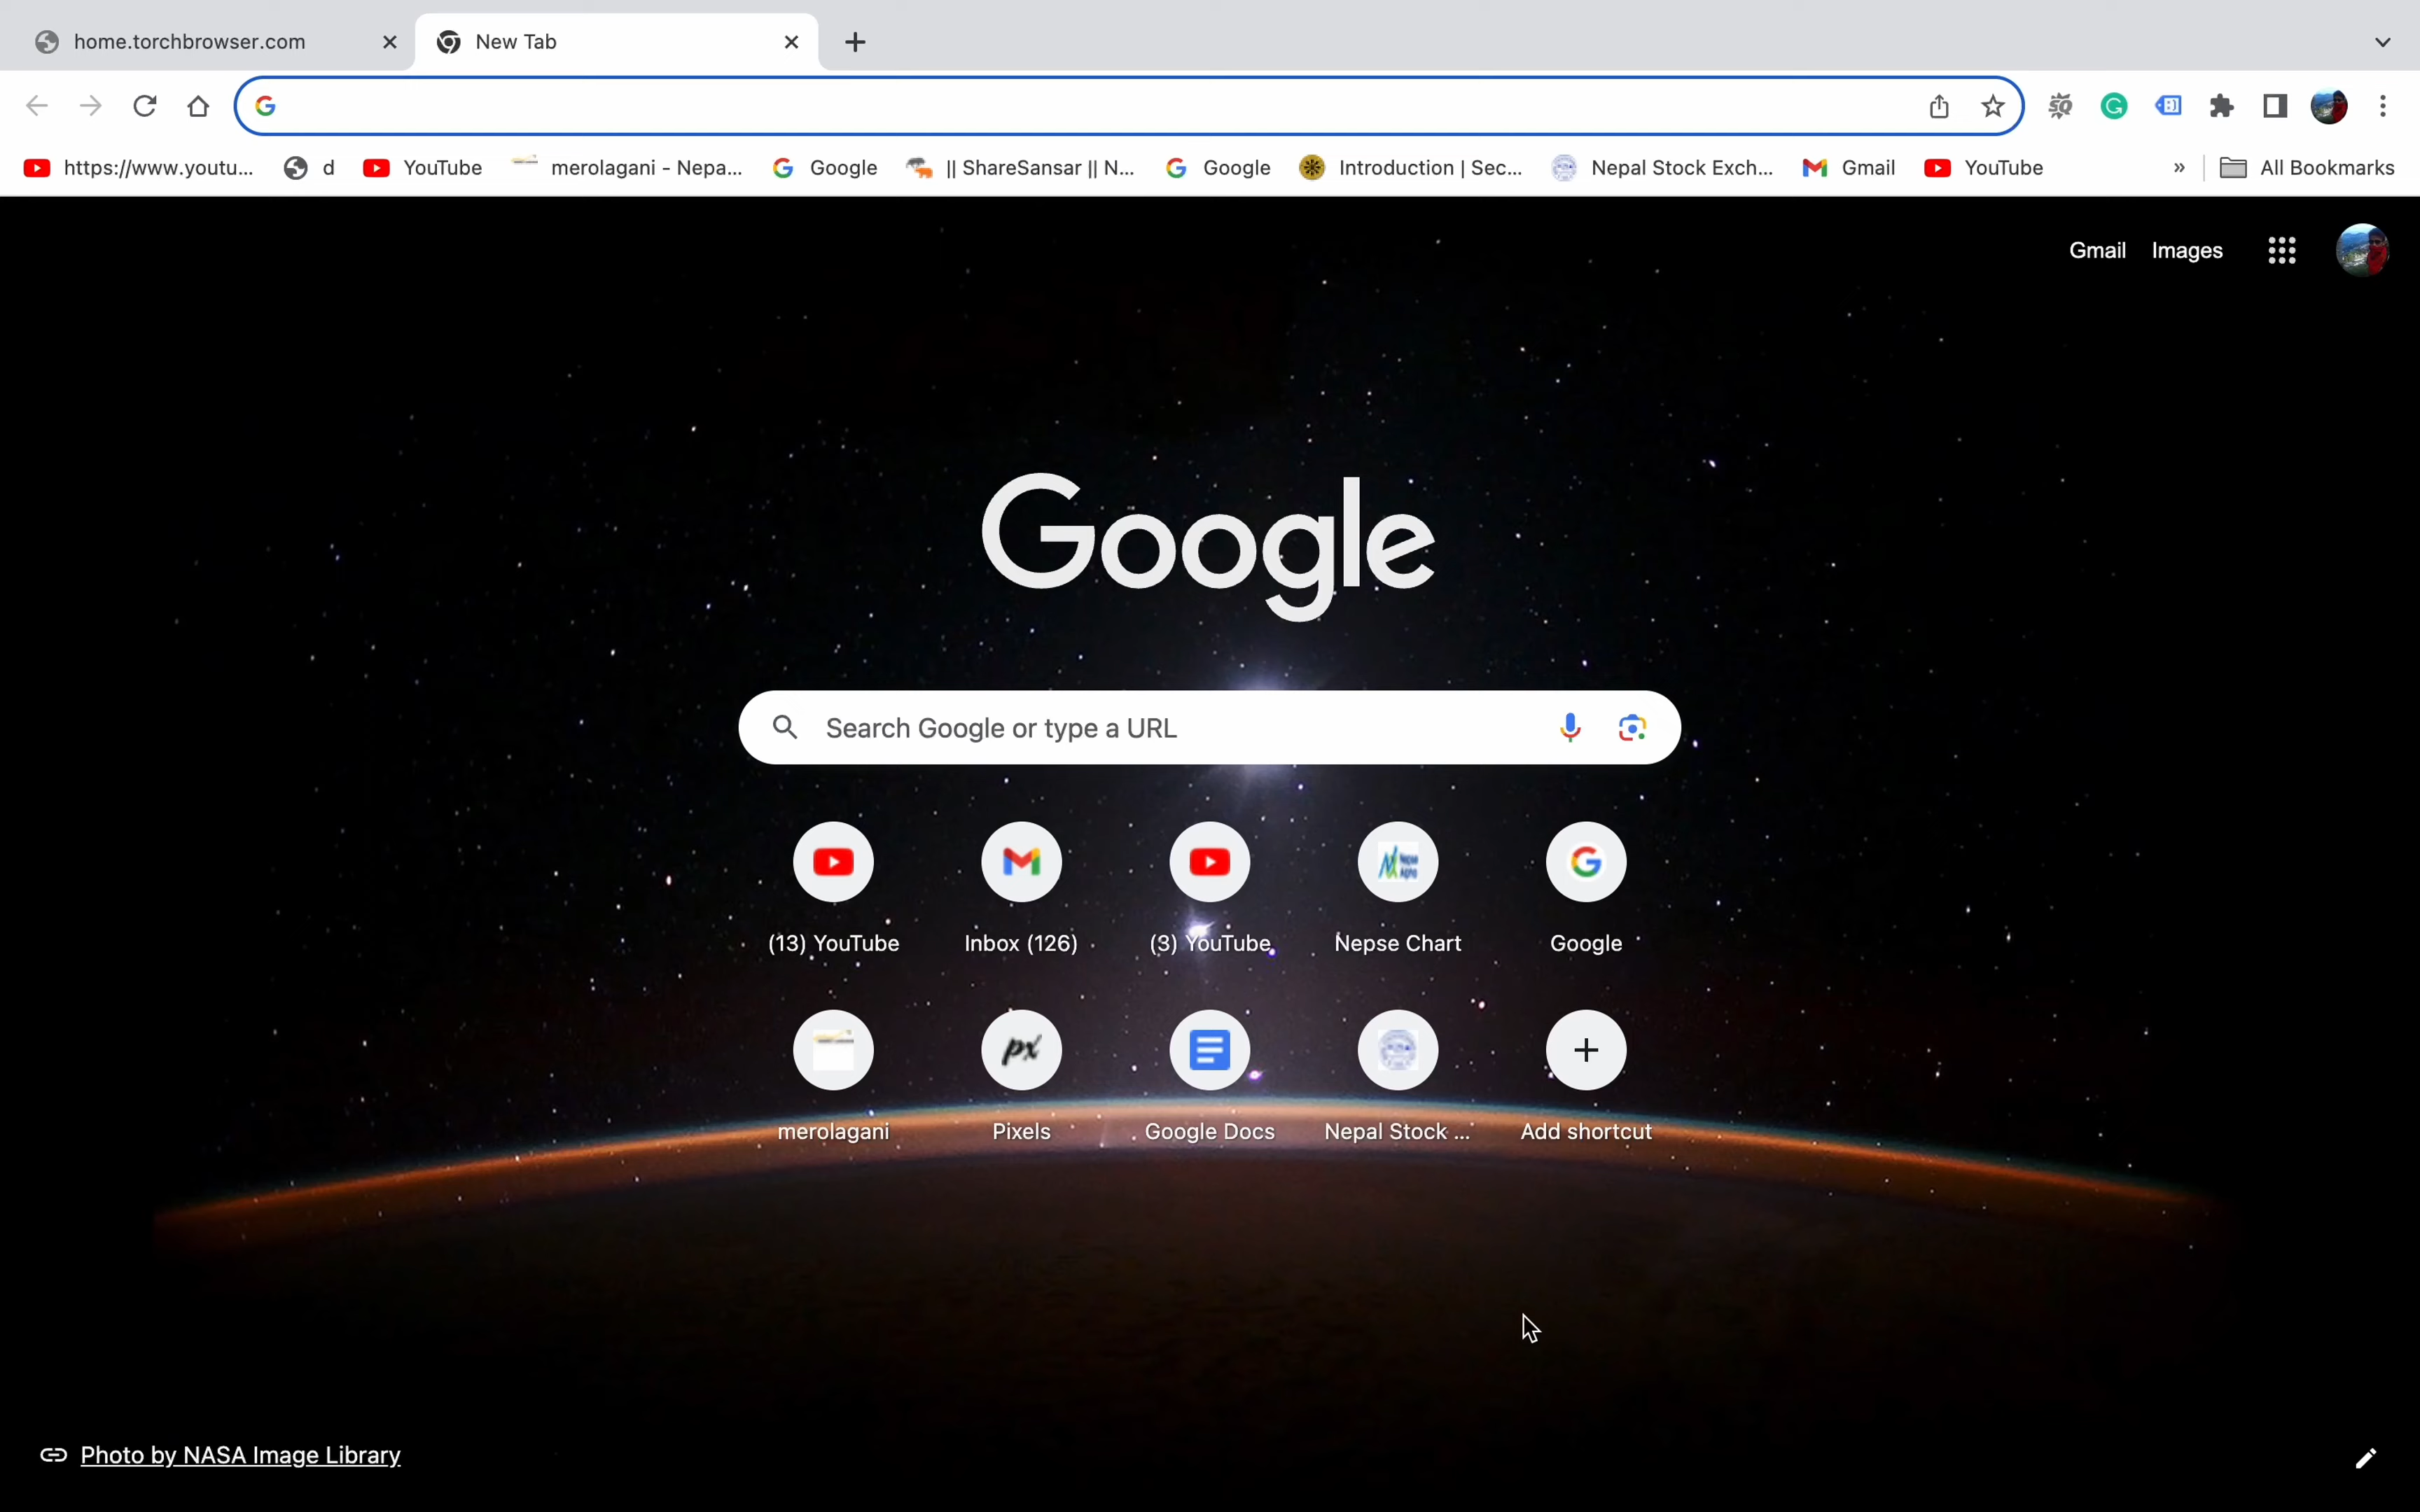 home.torchbrowser.com New Tab
https://www.youtu... d YouTube merolagani - Nepa... Google || ShareSansar || N... Google Introduction | Sec... Nepal Stock Exch... Gmail YouTube » All Bookmarks
Gmail Images
Google
Search Google or type a URL
(13) YouTube Inbox (126) (3) YouTube Nepse Chart Google
merolagani Pixels Google Docs Nepal Stock ... Add shortcut
Photo by NASA Image Library